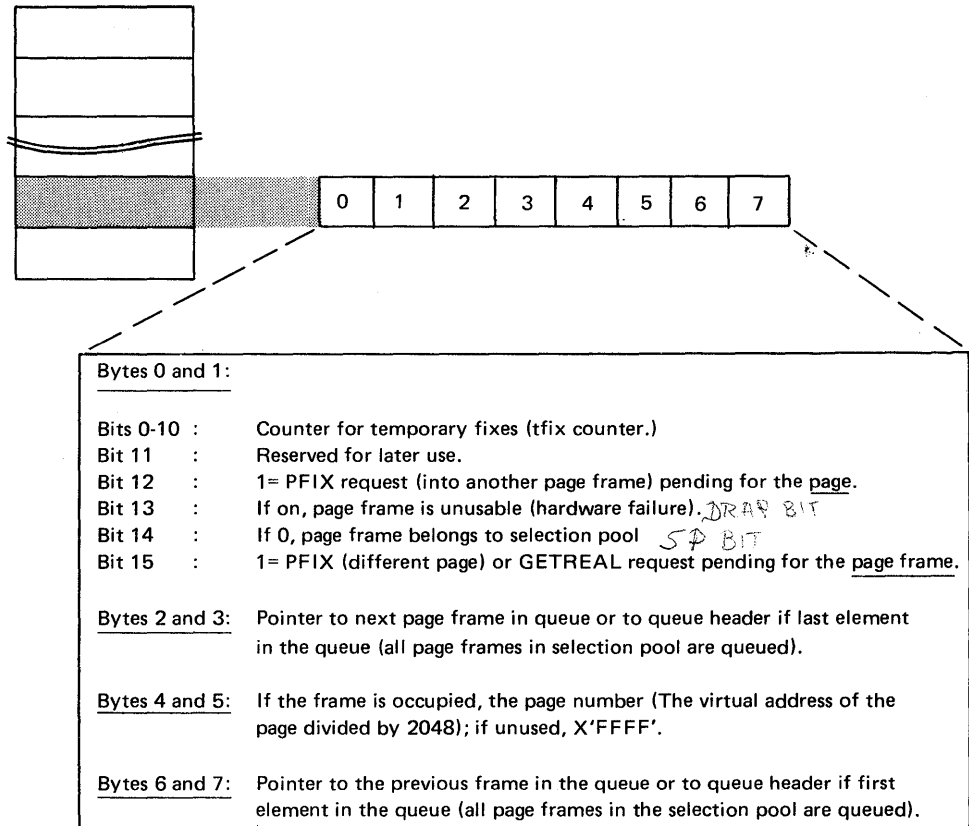 0 1 2 3 4 5 6 7
Bytes 0 and 1:
Bits 0-10 : Counter for temporary fixes (tfix counter.)
Bit 11 : Reserved for later use.
Bit 12 : 1= PFIX request (into another page frame) pending for the page.
Bit 13 : If on, page frame is unusable (hardware failure). BIT
Bit 14 : If 0, page frame belongs to selection pool SP BIT
Bit 15 : 1= PFIX (different page) or GETREAL request pending for the page frame.
Bytes 2 and 3: Pointer to next page frame in queue or to queue header if last element
in the queue (all page frames in selection pool are queued).
Bytes 4 and 5: If the frame is occupied, the page number (The virtual address of the
page divided by 2048); if unused, X'FFFF'.
Bytes 6 and 7: Pointer to the previous frame in the queue or to queue header if first
element in the queue (all page frames in the selection pool are queued).